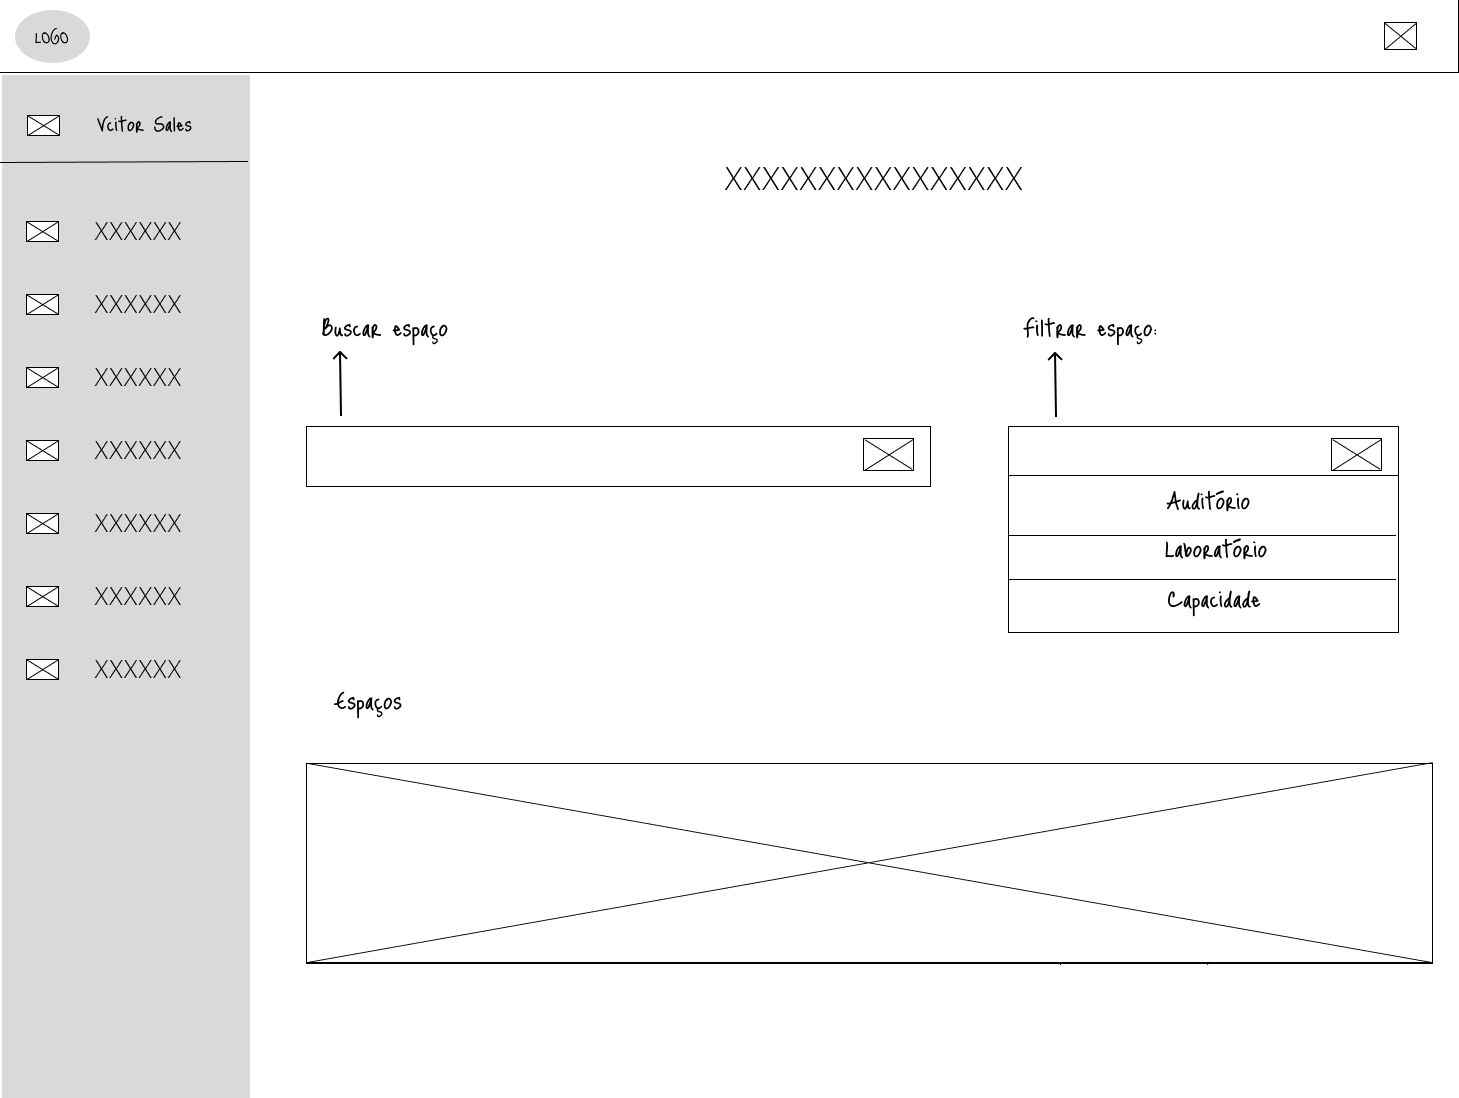 LOGO
Vcitor Sales
XXXXXXXXXXXXXXXX
XXXXXX
XXXXXX
XXXXXX
XXXXXX
XXXXXX
XXXXXX
XXXXXX
Buscar espaço
filtrar espaço:
Auditório
Laboratório
Capacidade
Espaços